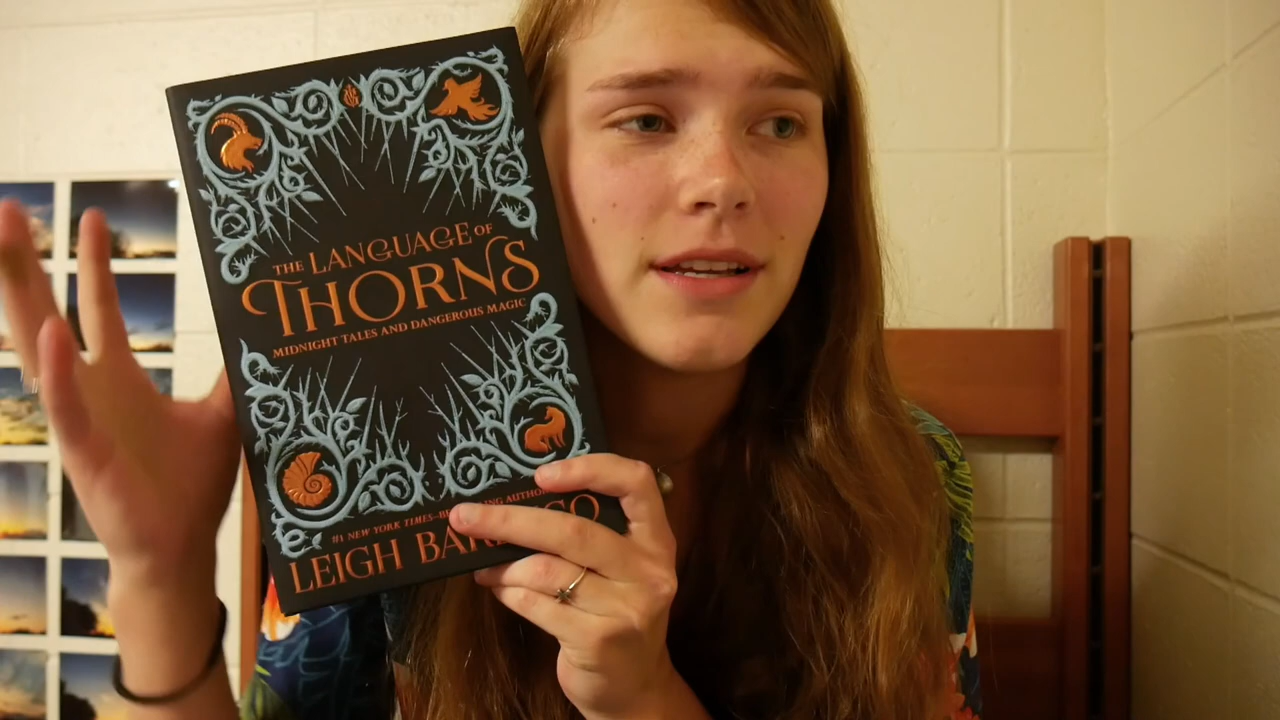 THE LANGUAGE OF
THORNS
MIDNIGHT TALES AND DANGEROUS MAGIC
#1 NEW YORK TIMES
LEIGH